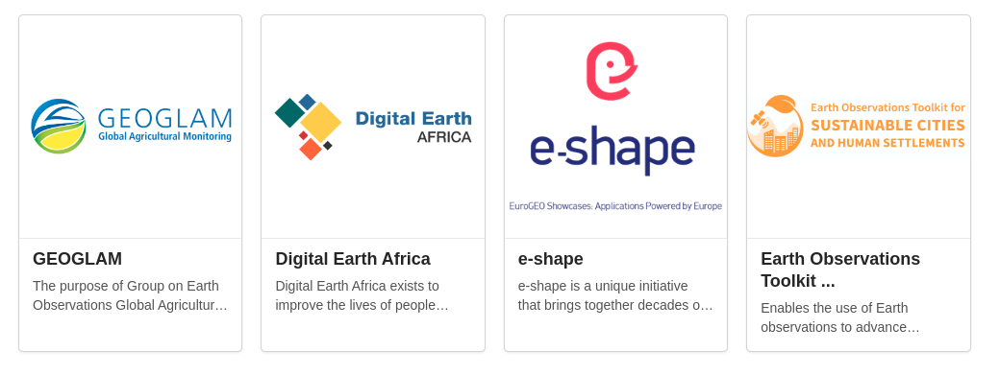 GEOGLAM
Global Agricultural Monitoring
GEOGLAM
The purpose of Group on Earth
Observations Global Agricultur…
Digital Earth
AFRICA
Digital Earth Africa
Digital Earth Africa exists to
improve the lives of people…
e-shape
EuroGEO Showcases: Applications Powered by Europe
e-shape
e-shape is a unique initiative
that brings together decades o…
Earth Observations Toolkit for
SUSTAINABLE CITIES
AND HUMAN SETTLEMENTS
Earth Observations
Toolkit ...
Enables the use of Earth
observations to advance…